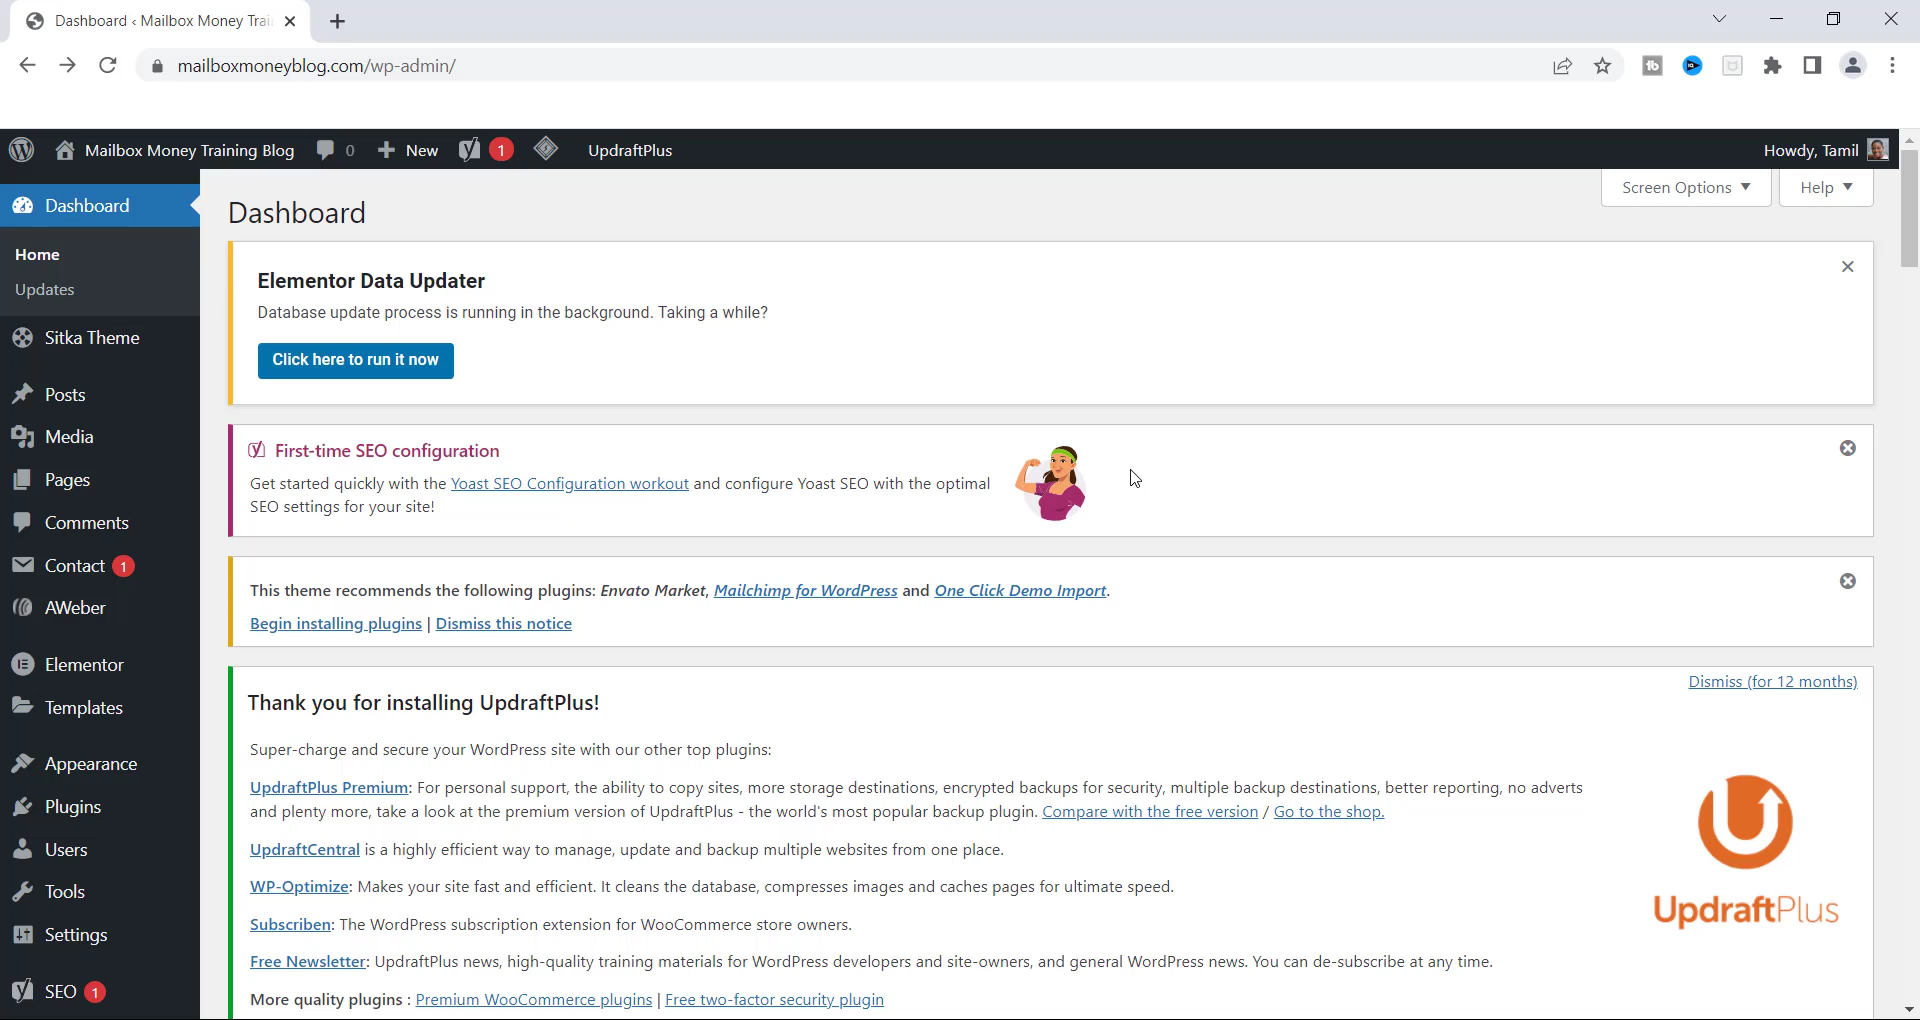 Dashboard ‹ Mailbox Money Trai
mailboxmoneyblog.com/wp-admin/
Mailbox Money Training Blog 0 New 1 UpdraftPlus Howdy, Tamil
Screen Options ▼ Help ▼
Dashboard
Home
Updates
Sitka Theme
Posts
Media
Pages
Comments
Contact 1
AWeber
Elementor
Templates
Appearance
Plugins
Users
Tools
Settings
SEO 1
Dashboard
Elementor Data Updater
Database update process is running in the background. Taking a while?
Click here to run it now
First-time SEO configuration
Get started quickly with the Yoast SEO Configuration workout and configure Yoast SEO with the optimal
SEO settings for your site!
This theme recommends the following plugins: Envato Market, Mailchimp for WordPress and One Click Demo Import.
Begin installing plugins | Dismiss this notice
Dismiss (for 12 months)
Thank you for installing UpdraftPlus!
Super-charge and secure your WordPress site with our other top plugins:
UpdraftPlus Premium: For personal support, the ability to copy sites, more storage destinations, encrypted backups for security, multiple backup destinations, better reporting, no adverts
and plenty more, take a look at the premium version of UpdraftPlus - the world's most popular backup plugin. Compare with the free version / Go to the shop.
UpdraftCentral is a highly efficient way to manage, update and backup multiple websites from one place.
WP-Optimize: Makes your site fast and efficient. It cleans the database, compresses images and caches pages for ultimate speed.
Subscriben: The WordPress subscription extension for WooCommerce store owners.
Free Newsletter: UpdraftPlus news, high-quality training materials for WordPress developers and site-owners, and general WordPress news. You can de-subscribe at any time.
More quality plugins : Premium WooCommerce plugins | Free two-factor security plugin
UpdraftPlus